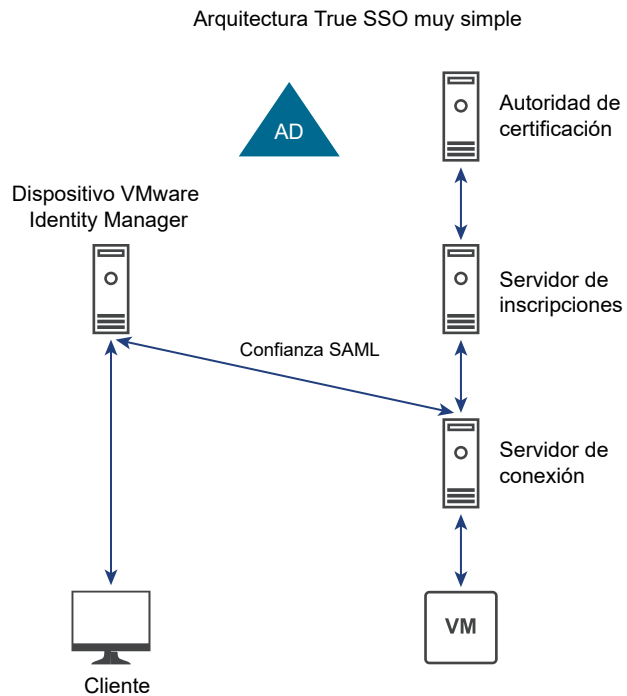 Arquitectura True SSO muy simple
AD
Autoridad de
certificación
Dispositivo VMware
Identity Manager
Servidor de
inscripciones
Confianza SAML
Servidor de
conexión
VM
Cliente